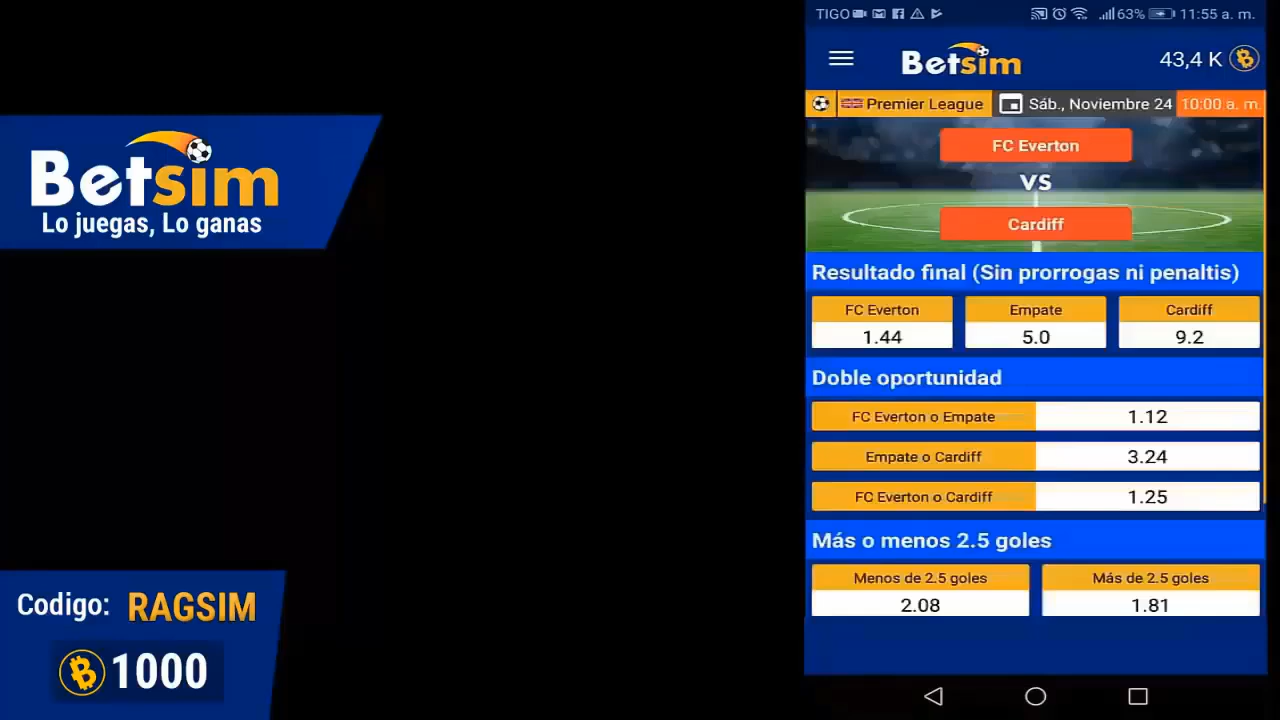 Betsim
Lo juegas, Lo ganas
Codigo: RAGSIM
1000
TIGO 63% 11:55 a. m.
Betsim 43,4 K
Premier League Sáb., Noviembre 24 10:00 a. m.
FC Everton
VS
Cardiff
Resultado final (Sin prorrogas ni penaltis)
FC Everton Empate Cardiff
1.44 5.0 9.2
Doble oportunidad
FC Everton o Empate 1.12
Empate o Cardiff 3.24
FC Everton o Cardiff 1.25
Más o menos 2.5 goles
Menos de 2.5 goles Más de 2.5 goles
2.08 1.81